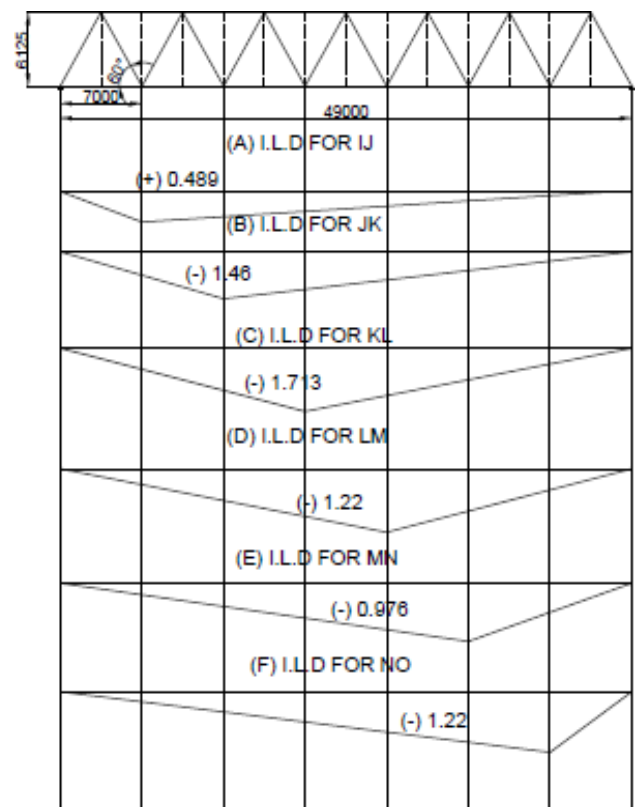 6125
60°
7000
49000
(A) I.L.D FOR IJ
(+) 0.489
(B) I.L.D FOR JK
(-) 1.46
(C) I.L.D FOR KL
(-) 1.713
(D) I.L.D FOR LM
(-) 1.22
(E) I.L.D FOR MN
(-) 0.976
(F) I.L.D FOR NO
(-) 1.22